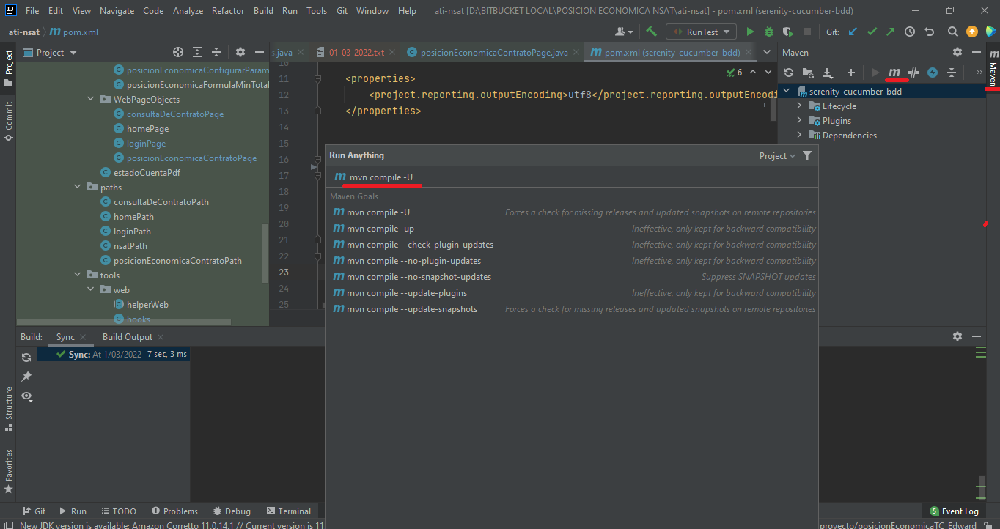 File Edit View Navigate Code Analyze Refactor Build Run Tools Git Window Help ati-nsat [D:\BITBUCKET LOCAL\POSICION ECONOMICA NSAT\ati-nsat] - pom.xml (serenity-cucumber-bdd)
ati-nsat m pom.xml RunTest Git:
Project
s.java 01-03-2022.txt posicionEconomicaContratoPage.java pom.xml (serenity-cucumber-bdd)
Maven
posicionEconomicaConfigurarParam
posicionEconomicaFormulaMinTotal
WebPageObjects
consultaDeContratoPage
homePage
loginPage
posicionEconomicaContratoPage
estadoCuentaPdf
paths
consultaDeContratoPath
homePath
loginPath
nsatPath
posicionEconomicaContratoPath
tools
web
helperWeb
hooks
10
11 <properties>
12 <project.reporting.outputEncoding>utf8</project.reporting.outputEncodi
13 </properties>
14
15
16
17
18
19
20
21
22
23
24
25
6
serenity-cucumber-bdd
Lifecycle
Plugins
Dependencies
Run Anything Project
mvn compile -U
Maven Goals
mvn compile -U Forces a check for missing releases and updated snapshots on remote repositories
mvn compile -up Ineffective, only kept for backward compatibility
mvn compile --check-plugin-updates Ineffective, only kept for backward compatibility
mvn compile --no-plugin-updates Ineffective, only kept for backward compatibility
mvn compile --no-snapshot-updates Suppress SNAPSHOT updates
mvn compile --update-plugins Ineffective, only kept for backward compatibility
mvn compile --update-snapshots Forces a check for missing releases and updated snapshots on remote repositories
Build: Sync Build Output
Sync: At 1/03/2022 7 sec, 3 ms
Project
Commit
Structure
Favorites
Maven
Git Run TODO Problems Debug Terminal 5 Event Log
New JDK version is available: Amazon Corretto 11.0.14.1 // Current version is 11 proyecto/posicionEconomicaTC_Edward